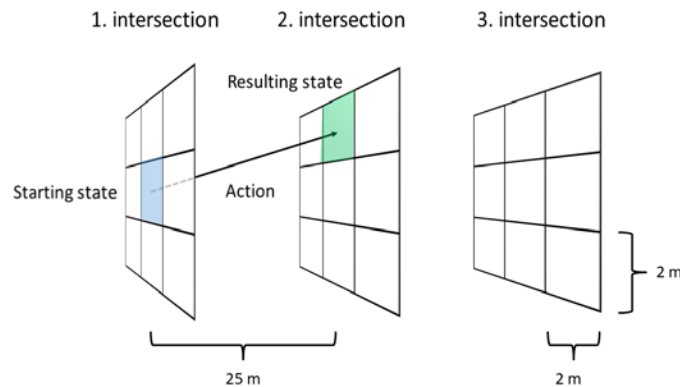 1. intersection
2. intersection
3. intersection
Resulting state
Starting state
Action
2 m
25 m
2 m